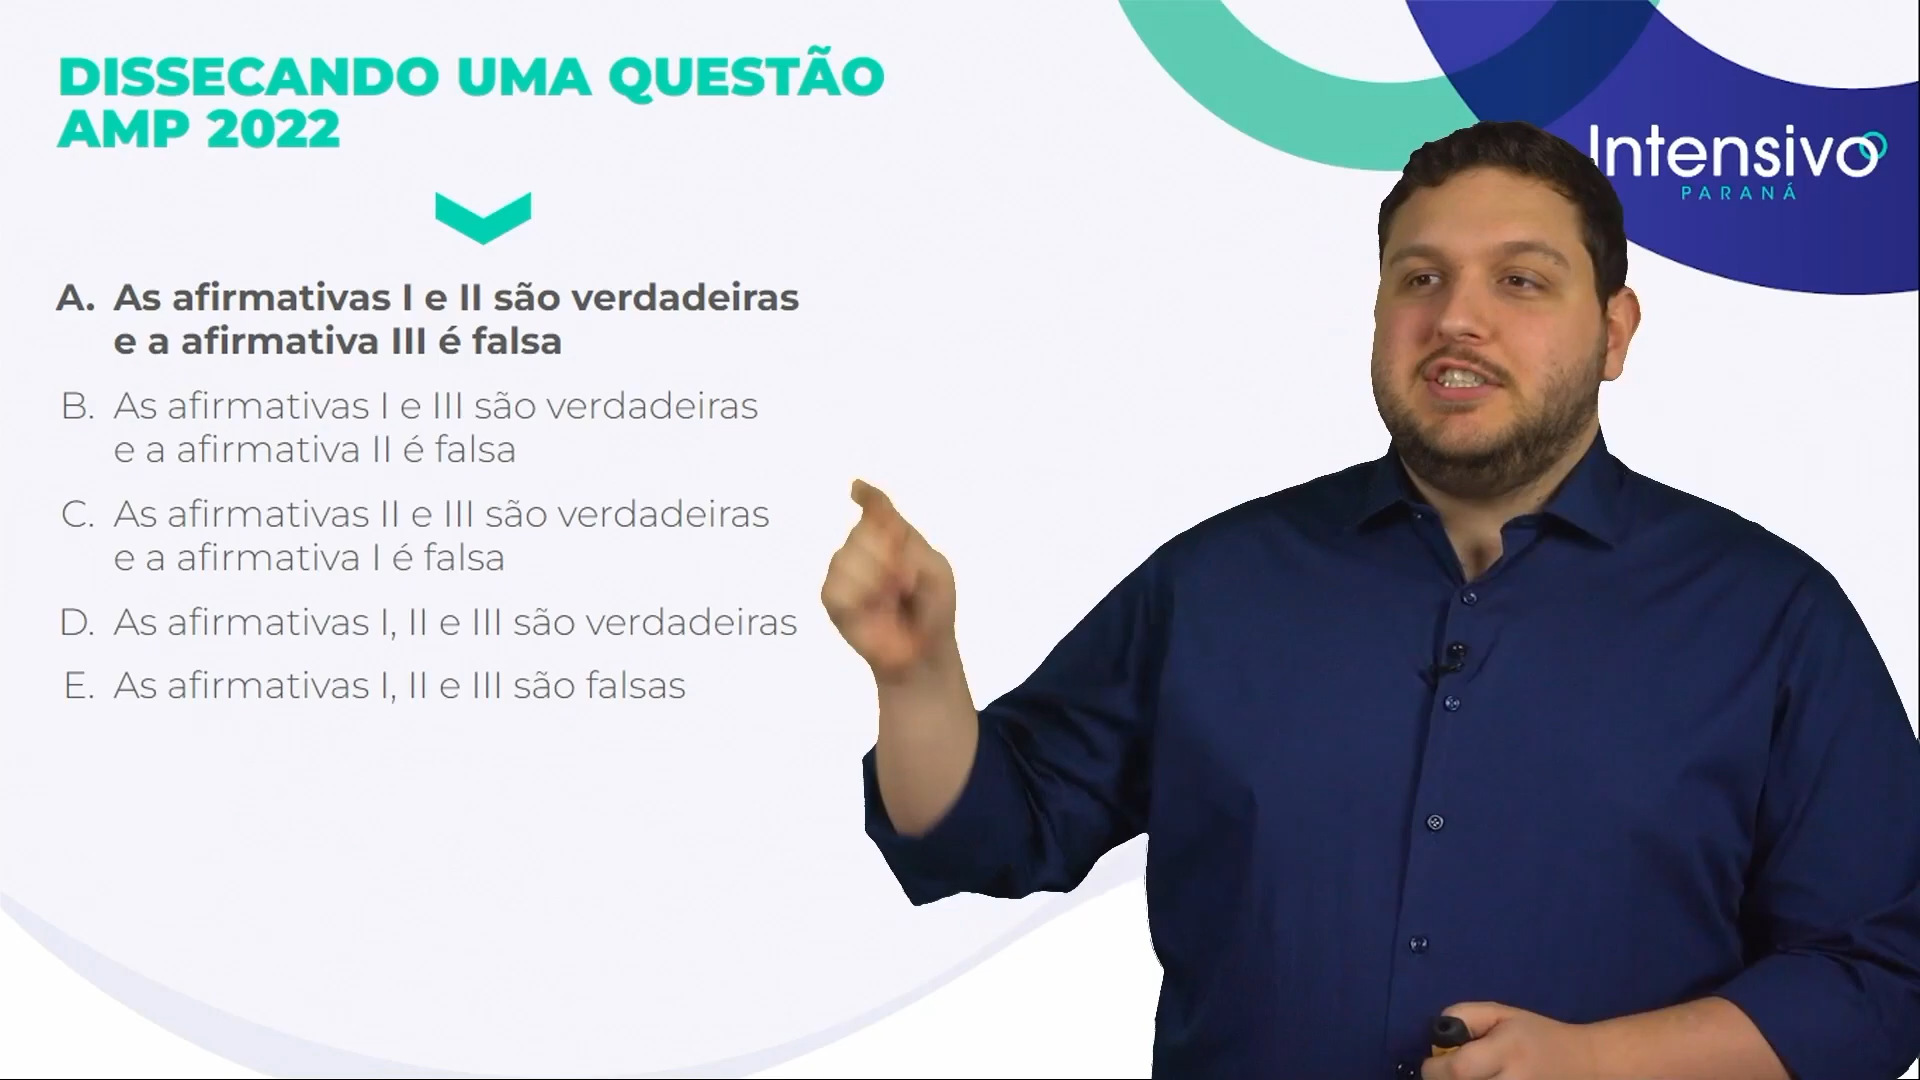 DISSECANDO UMA QUESTÃO
AMP 2022
Intensivo
PARANÁ
A. As afirmativas I e II são verdadeiras
e a afirmativa III é falsa
B. As afirmativas I e III são verdadeiras
e a afirmativa II é falsa
C. As afirmativas II e III são verdadeiras
e a afirmativa I é falsa
D. As afirmativas I, II e III são verdadeiras
E. As afirmativas I, II e III são falsas